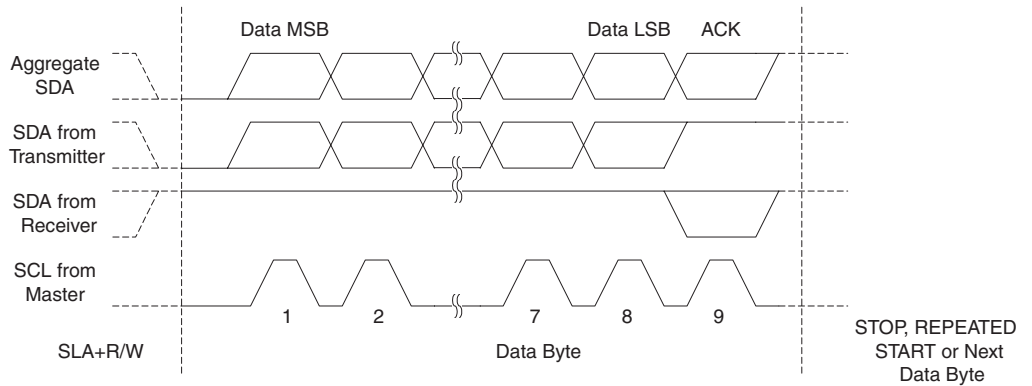 Data MSB
Data LSB
ACK
Aggregate
SDA
SDA from
Transmitter
SDA from
Receiver
SCL from
Master
1
2
7
8
9
SLA+R/W
Data Byte
STOP, REPEATED
START or Next
Data Byte